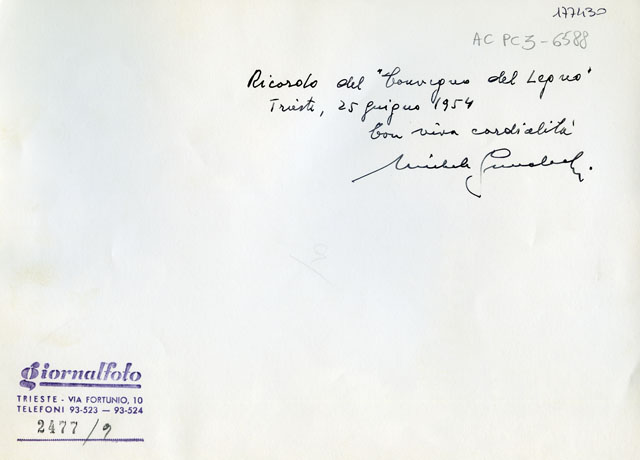 177430
AC PC3-6588
Ricordo del "Convegno del Legno"
Trieste, 25 giugno 1954
Con viva cordialità
Michele
Giornalfoto
TRIESTE - VIA FORTUNIO, 10
TELEFONI 93-523 — 93-524
2477/9